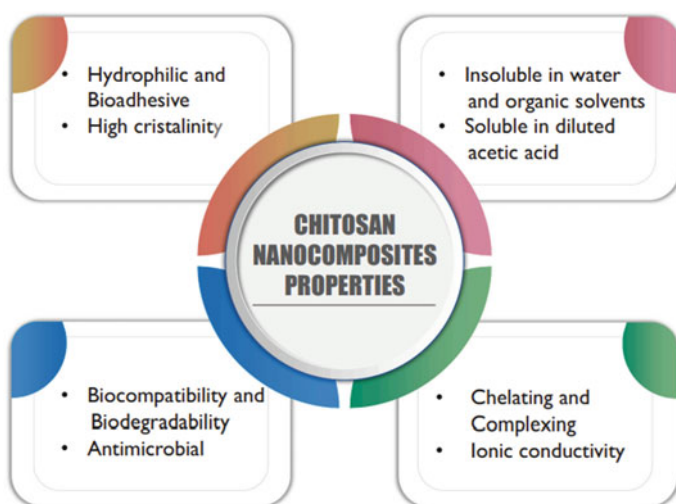 • Hydrophilic and
Bioadhesive
• High cristalinity
• Insoluble in water
and organic solvents
• Soluble in diluted
acetic acid
CHITOSAN
NANOCOMPOSITES
PROPERTIES
• Biocompatibility and
Biodegradability
• Antimicrobial
• Chelating and
Complexing
• Ionic conductivity